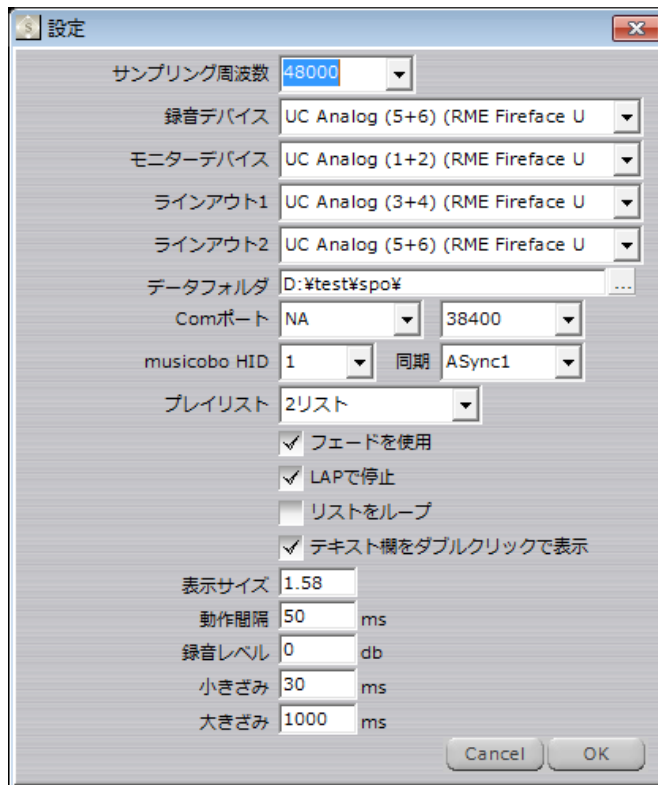 設定
サンプリング周波数 48000
録音デバイス UC Analog (5+6) (RME Fireface U
モニターデバイス UC Analog (1+2) (RME Fireface U
ラインアウト1 UC Analog (3+4) (RME Fireface U
ラインアウト2 UC Analog (5+6) (RME Fireface U
データフォルダ D:¥test¥spo¥ ...
Comポート NA 38400
musicobo HID 1 同期 ASync1
プレイリスト 2リスト
フェードを使用
LAPで停止
リストをループ
テキスト欄をダブルクリックで表示
表示サイズ 1.58
動作間隔 50 ms
録音レベル 0 db
小きざみ 30 ms
大きざみ 1000 ms
Cancel OK